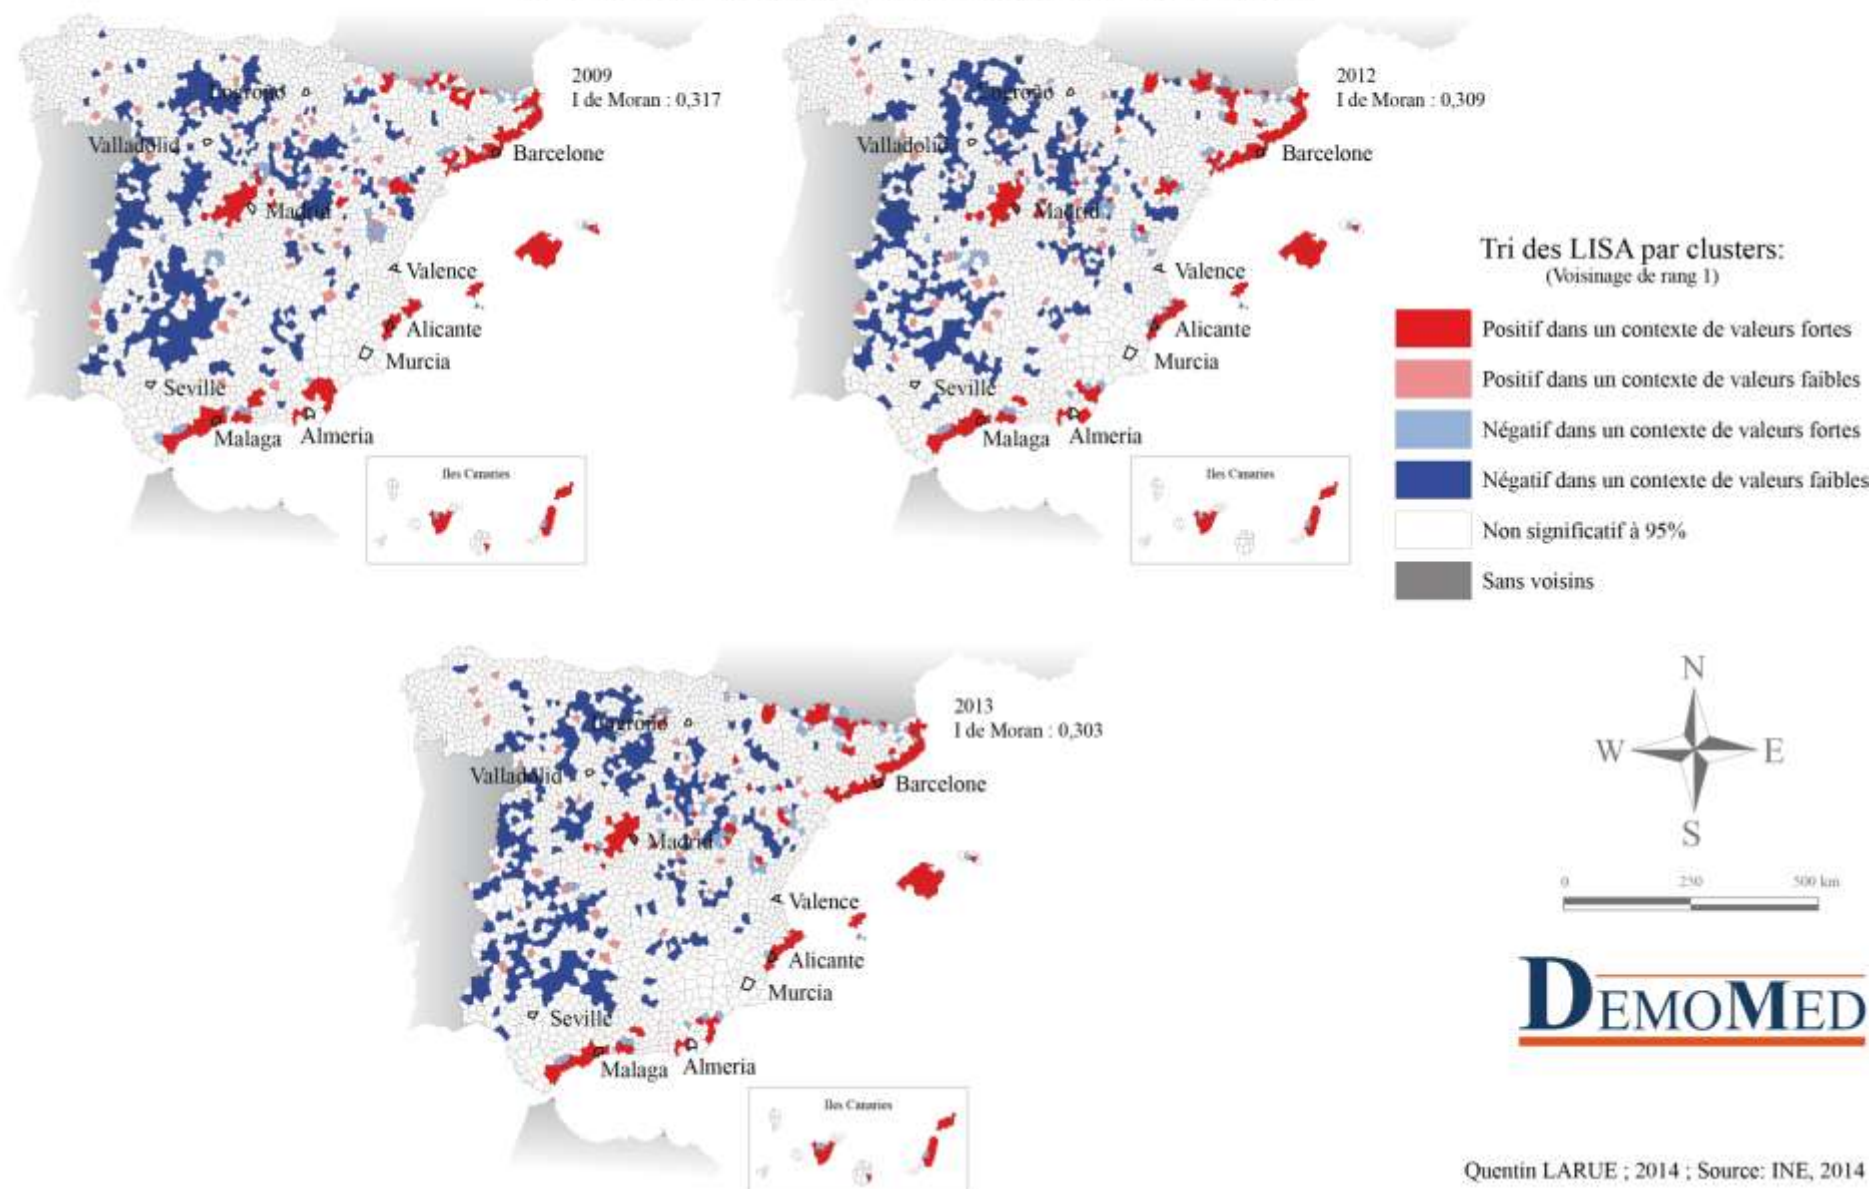 2009
I de Moran : 0,317
Logroño
Valladolid
Barcelone
Madrid
Valence
Alicante
Murcia
Seville
Malaga
Almeria
Iles Canaries
2012
I de Moran : 0,309
Logroño
Valladolid
Barcelone
Madrid
Valence
Alicante
Murcia
Seville
Malaga
Almeria
Iles Canaries
Tri des LISA par clusters:
(Voisinage de rang 1)
Positif dans un contexte de valeurs fortes
Positif dans un contexte de valeurs faibles
Négatif dans un contexte de valeurs fortes
Négatif dans un contexte de valeurs faibles
Non significatif à 95%
Sans voisins
2013
I de Moran : 0,303
Logroño
Valladolid
Barcelone
Madrid
Valence
Alicante
Murcia
Seville
Malaga
Almeria
Iles Canaries
N
W E
S
0 250 500 km
DEMOMED
Quentin LARUE ; 2014 ; Source: INE, 2014